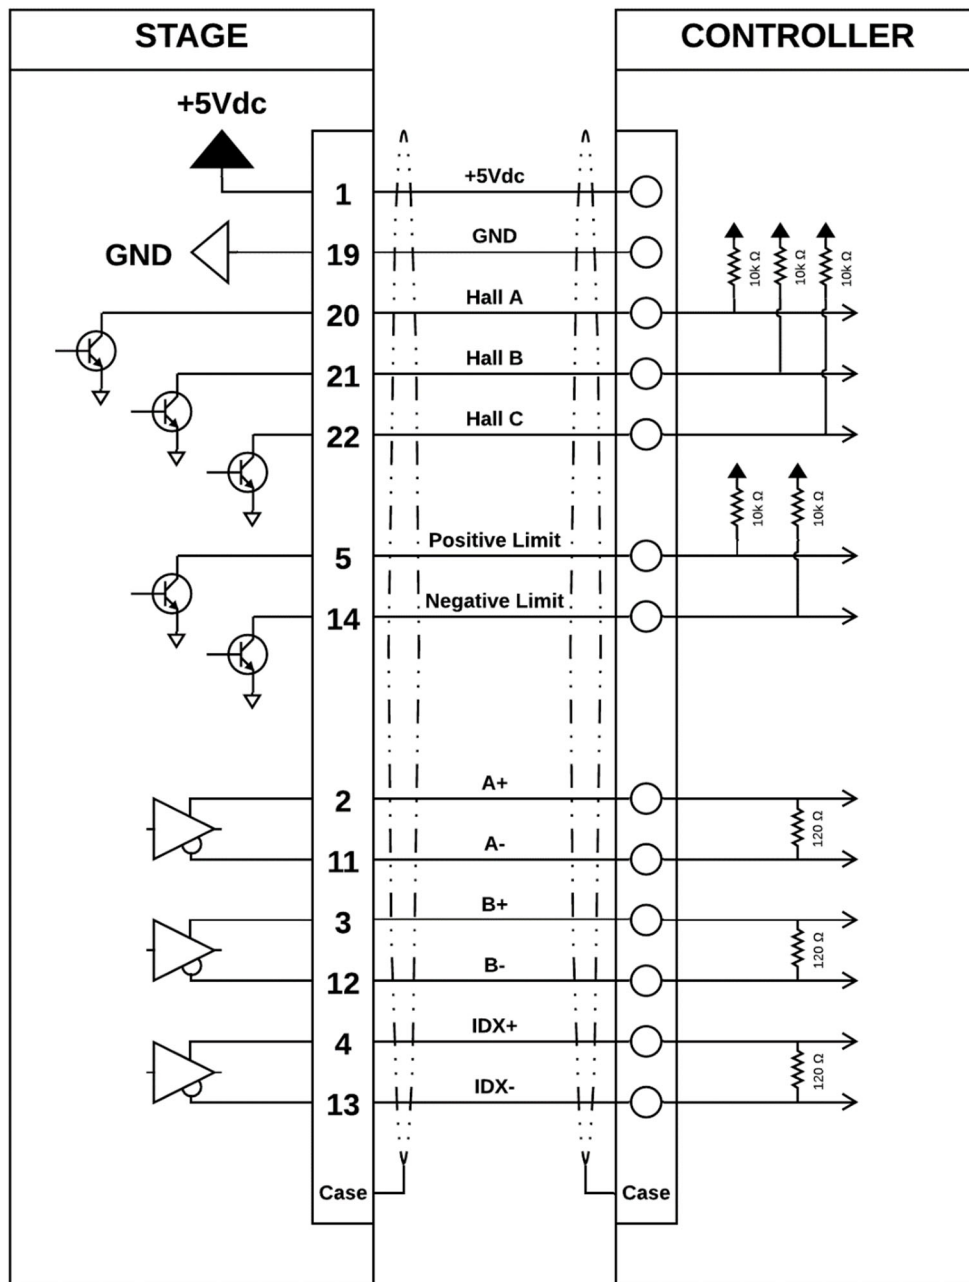 STAGE
CONTROLLER
+5Vdc
1
+5Vdc
GND
19
GND
10k Ω
10k Ω
10k Ω
20
Hall A
21
Hall B
22
Hall C
10k Ω
10k Ω
5
Positive Limit
14
Negative Limit
2
A+
120 Ω
11
A-
3
B+
120 Ω
12
B-
4
IDX+
120 Ω
13
IDX-
Case
Case